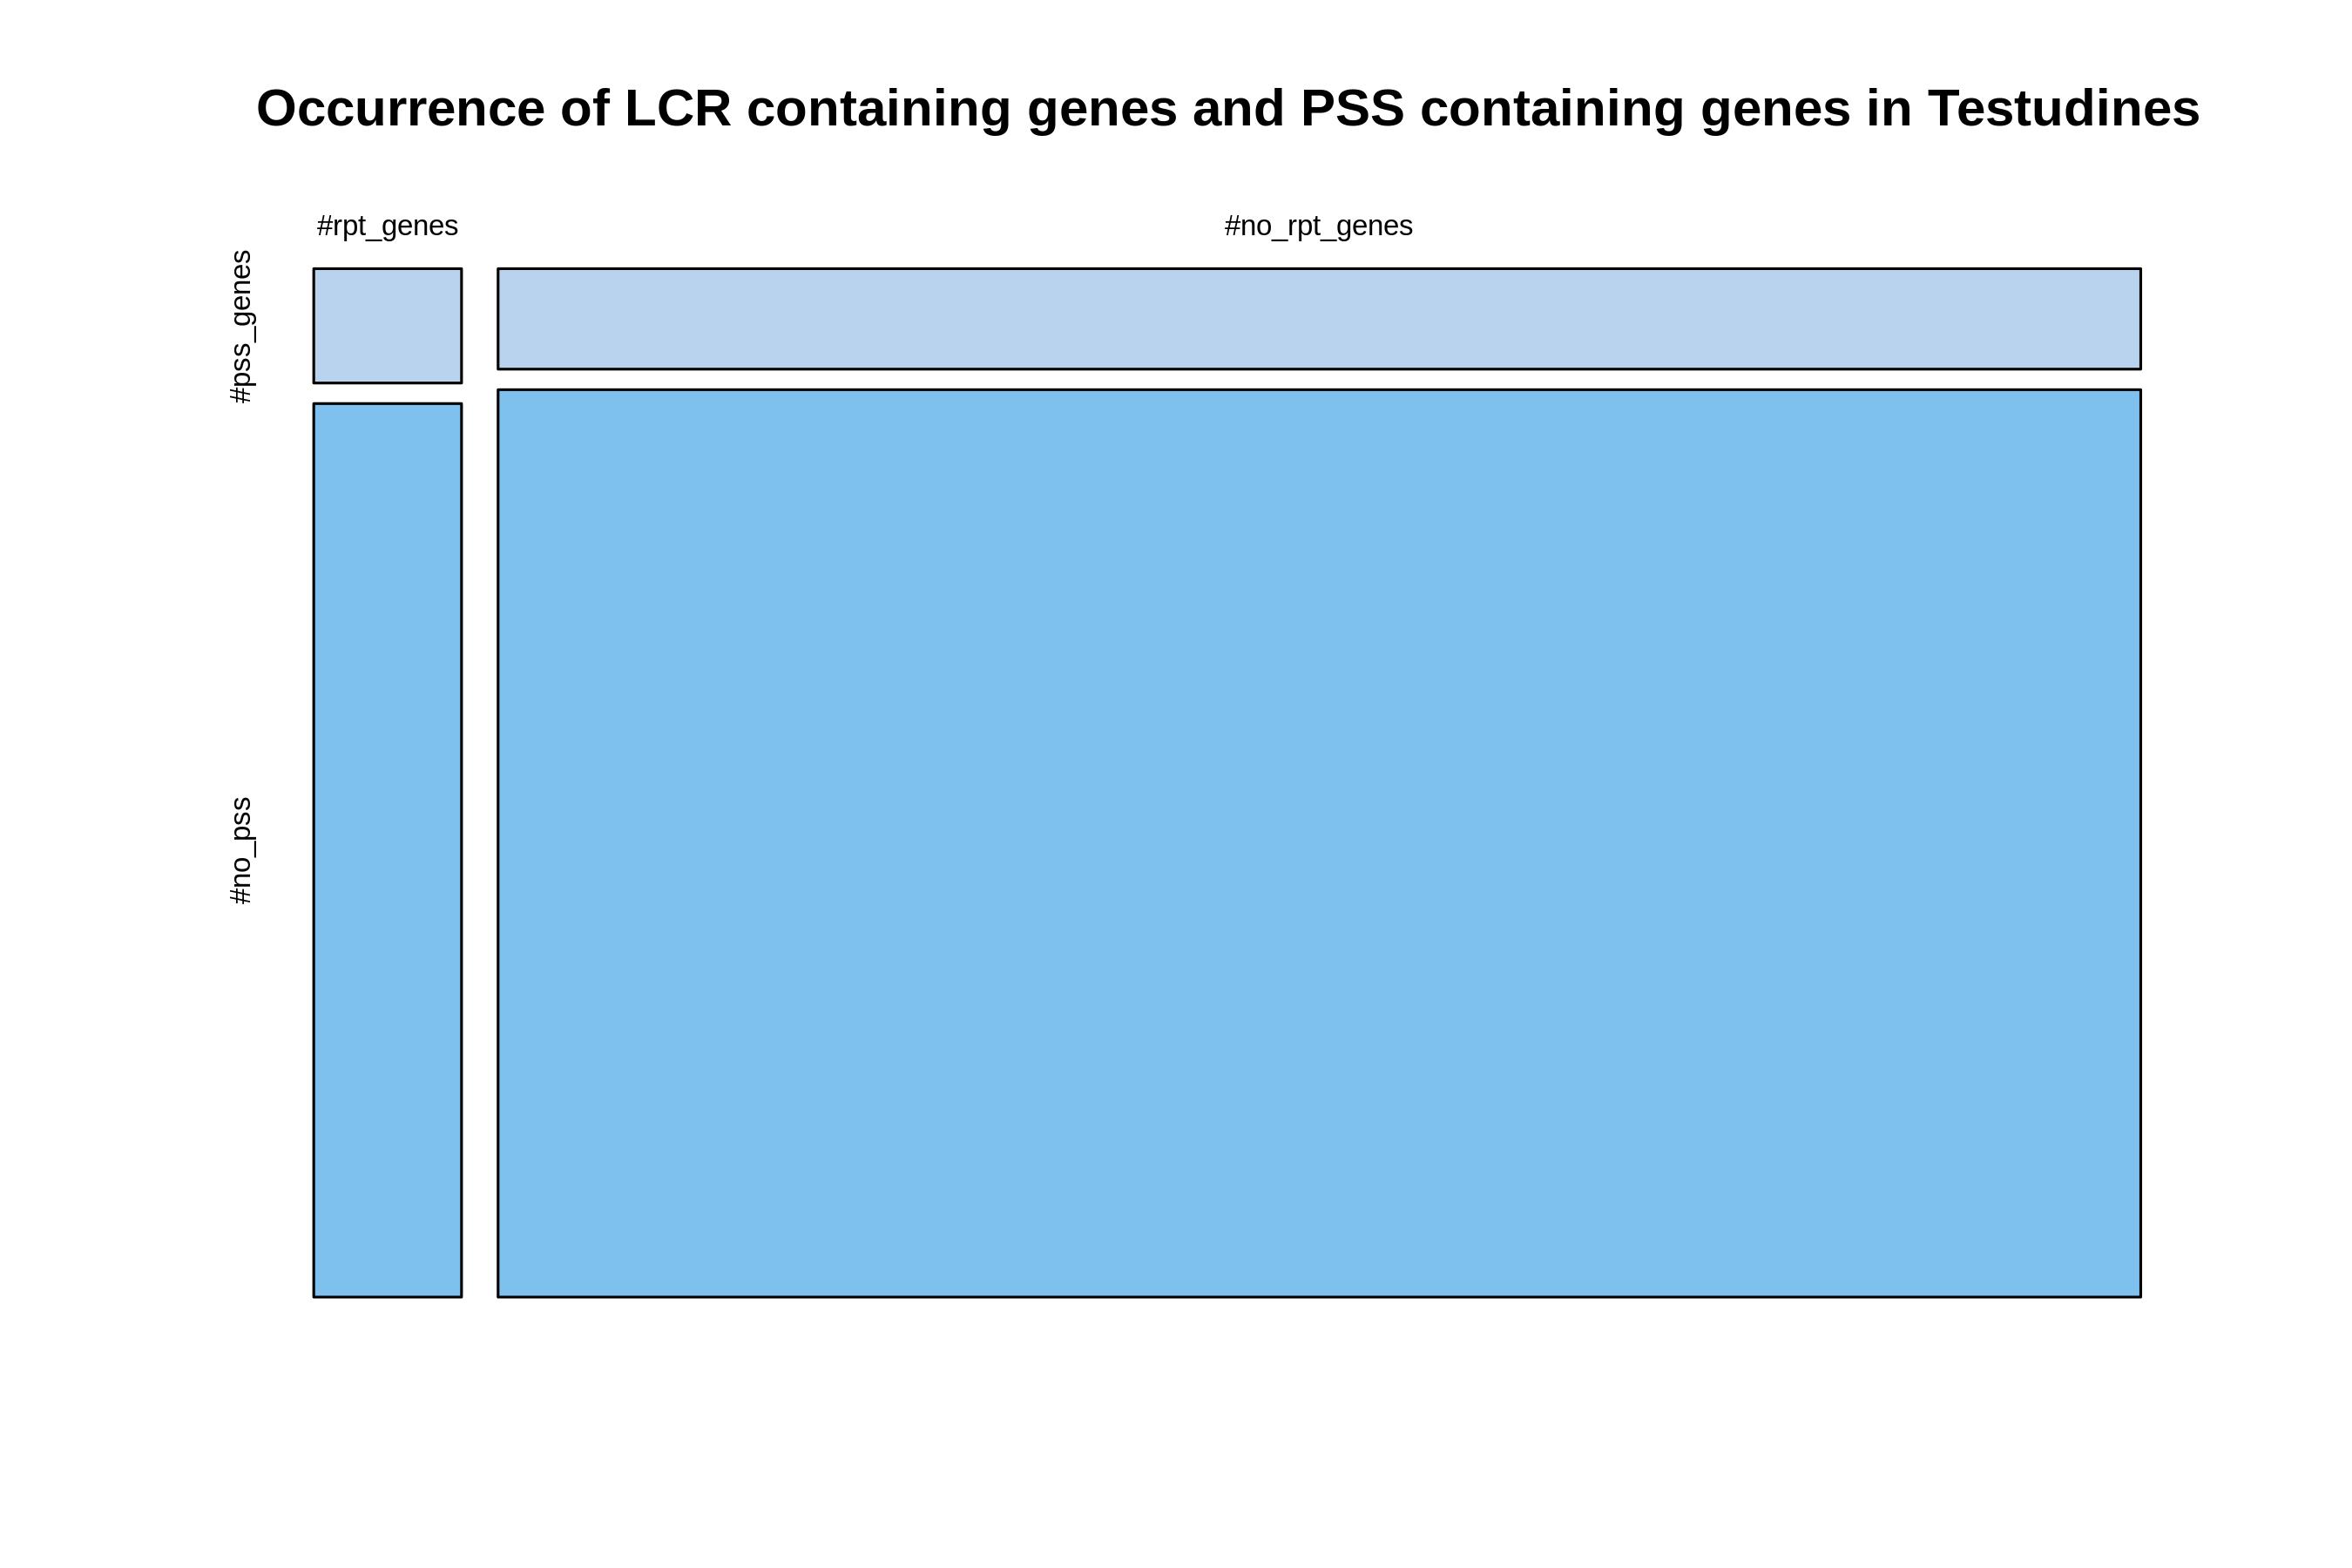 Occurrence of LCR containing genes and PSS containing genes in Testudines
#rpt_genes
#no_rpt_genes
#pss_genes
#no_pss